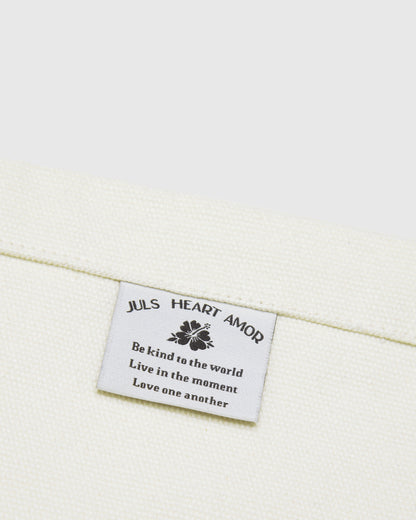 JULS HEART AMOR
Be kind to the world
Live in the moment
Love one another